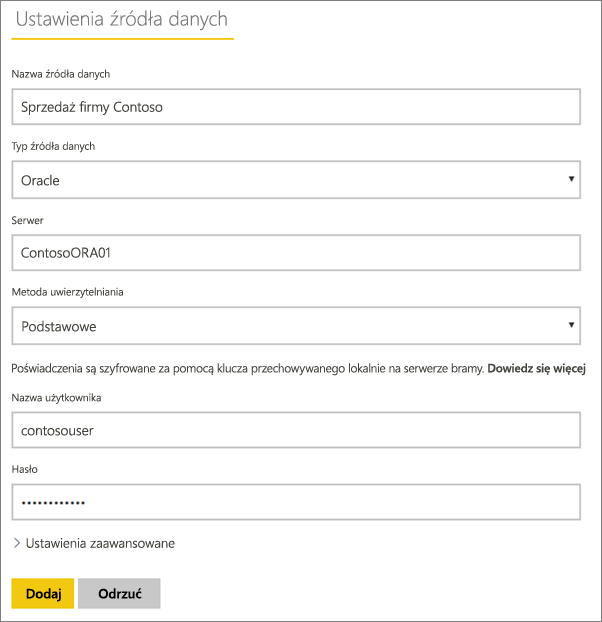 Ustawienia źródła danych
Nazwa źródła danych
Sprzedaż firmy Contoso
Typ źródła danych
Oracle
Serwer
ContosoORA01
Metoda uwierzytelniania
Podstawowe
Poświadczenia są szyfrowane za pomocą klucza przechowywanego lokalnie na serwerze bramy. Dowiedz się więcej
Nazwa użytkownika
contosouser
Hasło
••••••••••••
Ustawienia zaawansowane
Dodaj Odrzuć